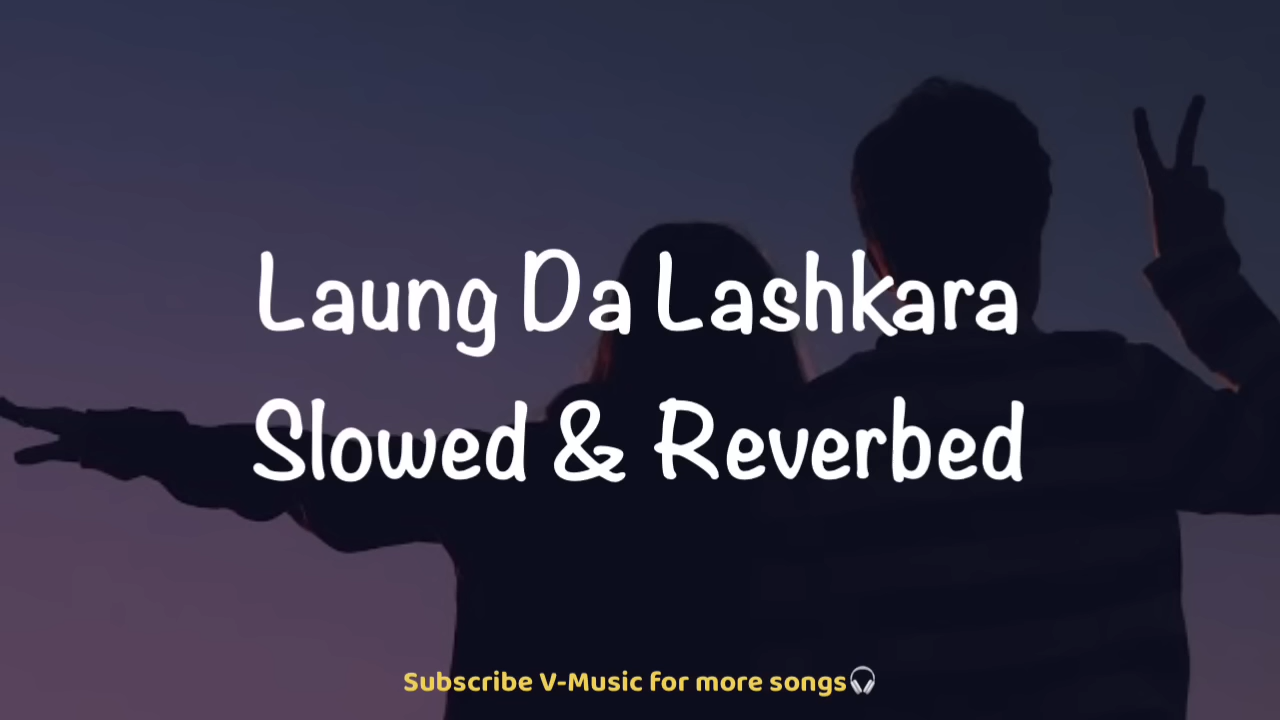 Laung Da Lashkara
Slowed & Reverbed
Subscribe V-Music for more songs🎧